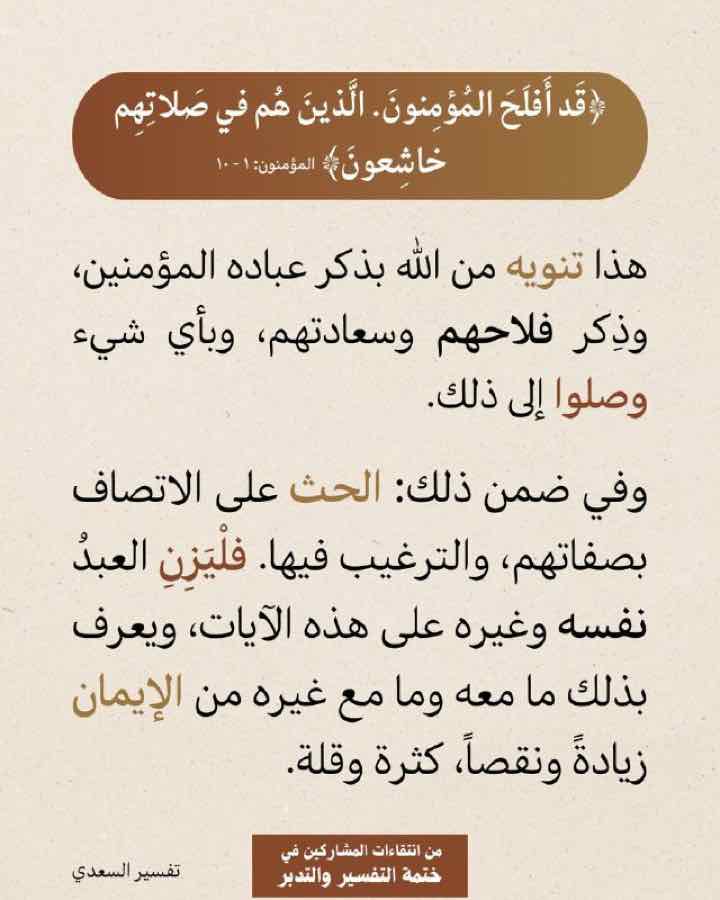 ﴿قَد أَفلَحَ المُؤمِنونَ. الَّذينَ هُم في صَلاتِهِم
خاشِعونَ﴾ المؤمنون: ١ - ١٠
هذا تنويه من الله بذكر عباده المؤمنين،
وذِكر فلاحهم وسعادتهم، وبأي شيء
وصلوا إلى ذلك.
وفي ضمن ذلك: الحث على الاتصاف
بصفاتهم، والترغيب فيها. فلْيَزِنِ العبدُ
نفسه وغيره على هذه الآيات، ويعرف
بذلك ما معه وما مع غيره من الإيمان
زيادةً ونقصاً، كثرة وقلة.
من انتقاءات المشاركين في
ختمة التفسير والتدبر
تفسير السعدي